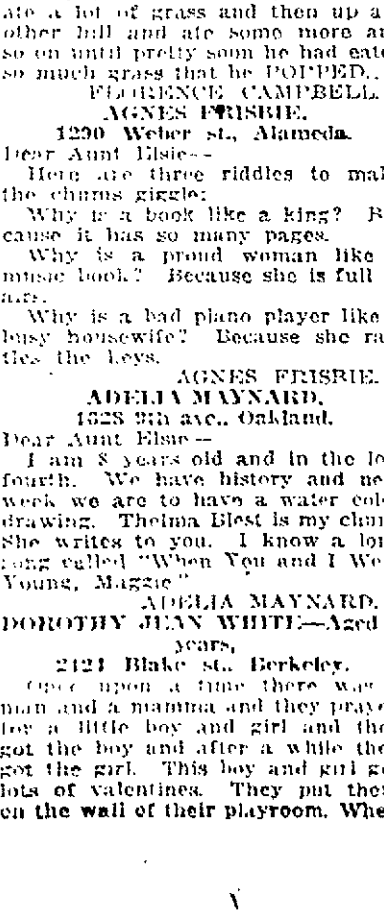 ate a lot of grass and then up a
other hill and ate some more a
so on until pretty soon he had eat
so much grass that he POPPED..
FLORENCE CAMPBELL.
AGNES FRISBIE.
1290 Weber st., Alameda.
Dear Aunt Elsie--
Here are three riddles to ma
the chums giggle:
Why is a book like a king? B
cause it has so many pages.
Why is a proud woman like
music book? Because she is full
airs.
Why is a bad piano player like
busy housewife? Because she ra
tles the keys.
AGNES FRISBIE.
ADELIA MAYNARD,
1628 9th ave., Oakland.
Dear Aunt Elsie--
I am 8 years old and in the lo
fourth. We have history and ne
week we are to have a water col
drawing. Thelma Blest is my chu
She writes to you. I know a lo
song called "When You and I We
Young, Maggie"
ADELIA MAYNARD.
DOROTHY JEAN WHITE—Aged
years,
2424 Blake st., Berkeley.
Once upon a time there was
man and a mamma and they pray
for a little boy and girl and the
got the boy and after a while the
got the girl. This boy and girl g
lots of valentines. They put the
on the wall of their playroom. Whe